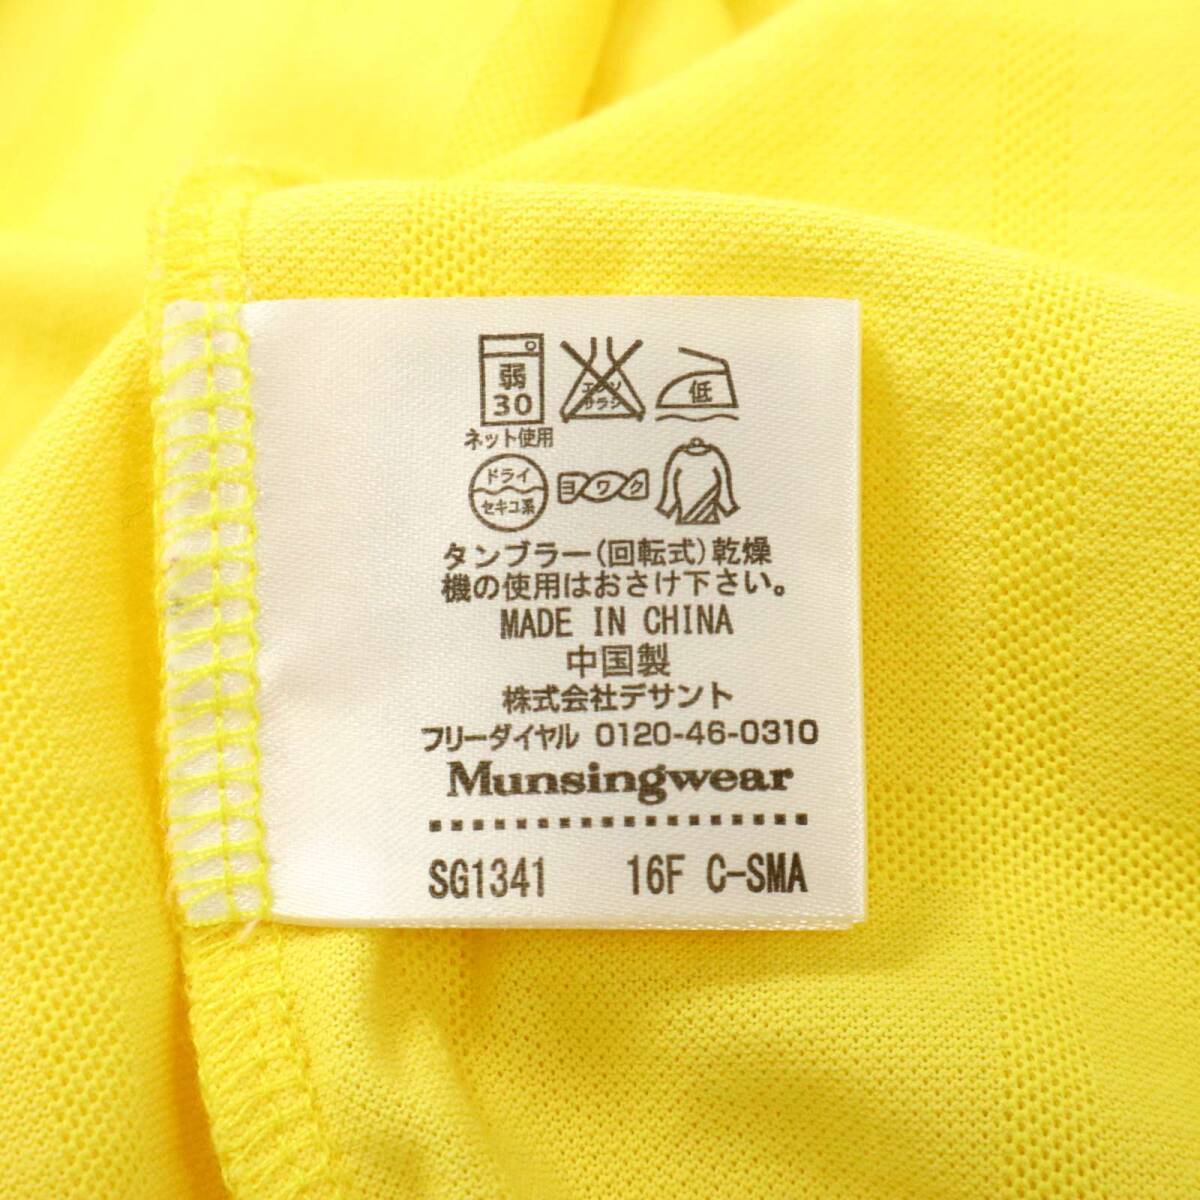 弱
30
エンソ
サラシ
低
ネット使用
ドライ
セキユ系
ヨワク
タンブラー(回転式)乾燥
機の使用はおさけ下さい。
MADE IN CHINA
中国製
株式会社デサント
フリーダイヤル 0120-46-0310
Munsingwear
SG1341 16F C-SMA